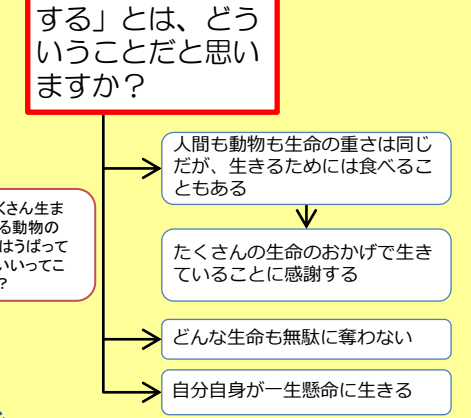 する」とは、どう
いうことだと思い
ますか？
人間も動物も生命の重さは同じ
だが、生きるためには食べるこ
ともある
くさん生ま
る動物の
はうばって
いいってこ
？
たくさんの生命のおかげで生き
ていることに感謝する
どんな生命も無駄に奪わない
自分自身が一生懸命に生きる